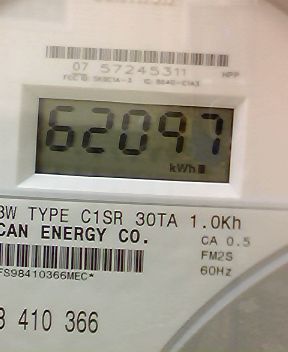 07 57245311
HPP
62097
kWh
3W TYPE C1SR 30TA 1.0Kh
CAN ENERGY CO.
CA 0.5
FM2S
60Hz
FS98410366MEC*
8 410 366